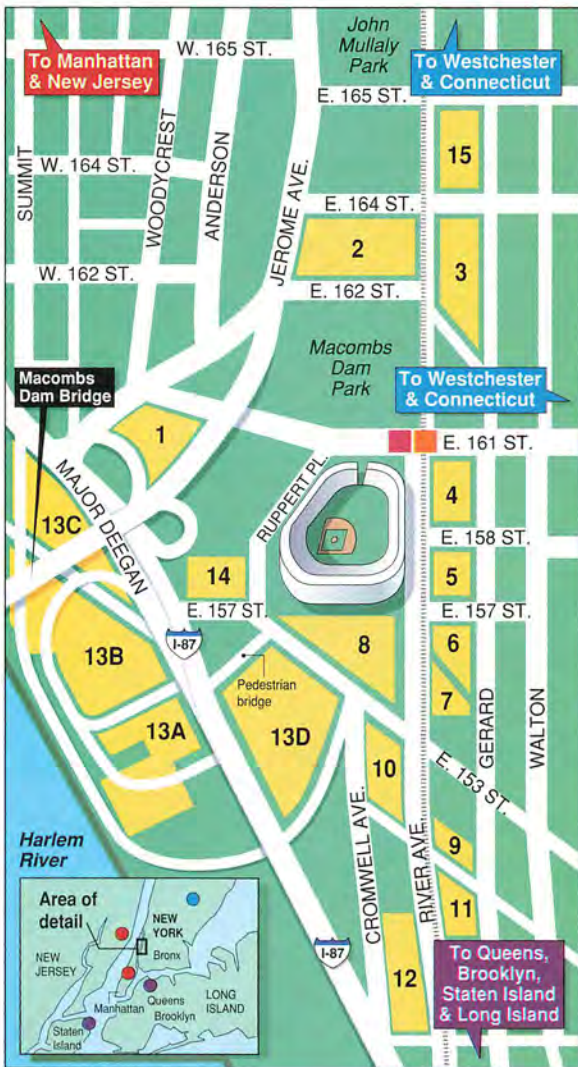 To Manhattan
& New Jersey
W. 165 ST.
John
Mullaly
Park
To Westchester
& Connecticut
E. 165 ST.
SUMMIT
W. 164 ST.
WOODYCREST
ANDERSON
JEROME AVE.
15
E. 164 ST.
2
3
W. 162 ST.
E. 162 ST.
Macombs
Dam
Park
To Westchester
& Connecticut
Macombs
Dam Bridge
1
E. 161 ST.
MAJOR DEEGAN
RUPPERT PL.
4
13C
E. 158 ST.
14
5
E. 157 ST.
E. 157 ST.
I-87
8
6
13B
Pedestrian
bridge
7
GERARD
WALTON
13A
13D
10
E. 153 ST.
CROMWELL AVE.
RIVER AVE.
9
Harlem
River
11
Area of
detail
NEW
YORK
Bronx
NEW
JERSEY
Manhattan
Queens
Brooklyn
LONG
ISLAND
Staten
Island
I-87
12
To Queens,
Brooklyn,
Staten Island
& Long Island